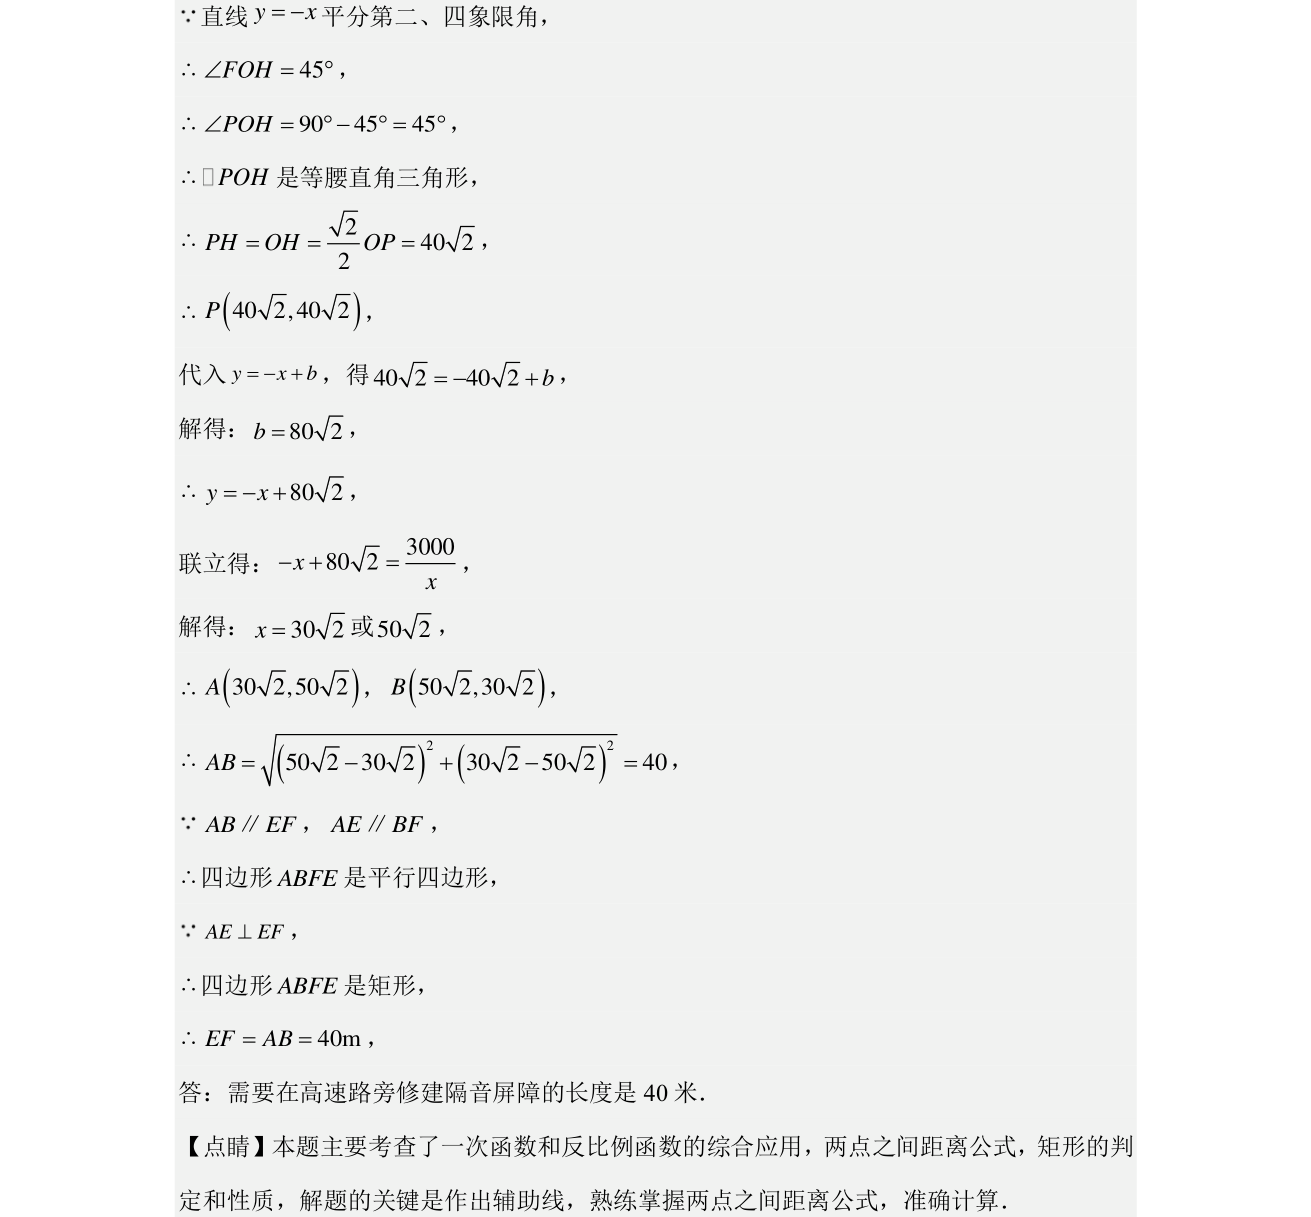 ∵直线 y=−x 平分第二、四象限角，
∴ ∠FOH = 45°，
∴ ∠POH = 90° − 45° = 45°，
∴ □POH 是等腰直角三角形，
∴ PH = OH = \frac{\sqrt{2}}{2} OP = 40√2，
∴ P(40√2, 40√2)，
代入 y = −x + b，得 40√2 = −40√2 + b，
解得： b = 80√2，
∴ y = −x + 80√2，
联立得： −x + 80√2 = \frac{3000}{x}，
解得： x = 30√2 或 50√2，
∴ A(30√2, 50√2)， B(50√2, 30√2)，
∴ AB = \sqrt{(50√2 − 30√2)^2 + (30√2 − 50√2)^2} = 40，
∵ AB // EF， AE // BF，
∴四边形 ABFE 是平行四边形，
∵ AE ⊥ EF，
∴四边形 ABFE 是矩形，
∴ EF = AB = 40m，
答：需要在高速路旁修建隔音屏障的长度是 40 米．
【点睛】本题主要考查了一次函数和反比例函数的综合应用，两点之间距离公式，矩形的判
定和性质，解题的关键是作出辅助线，熟练掌握两点之间距离公式，准确计算．